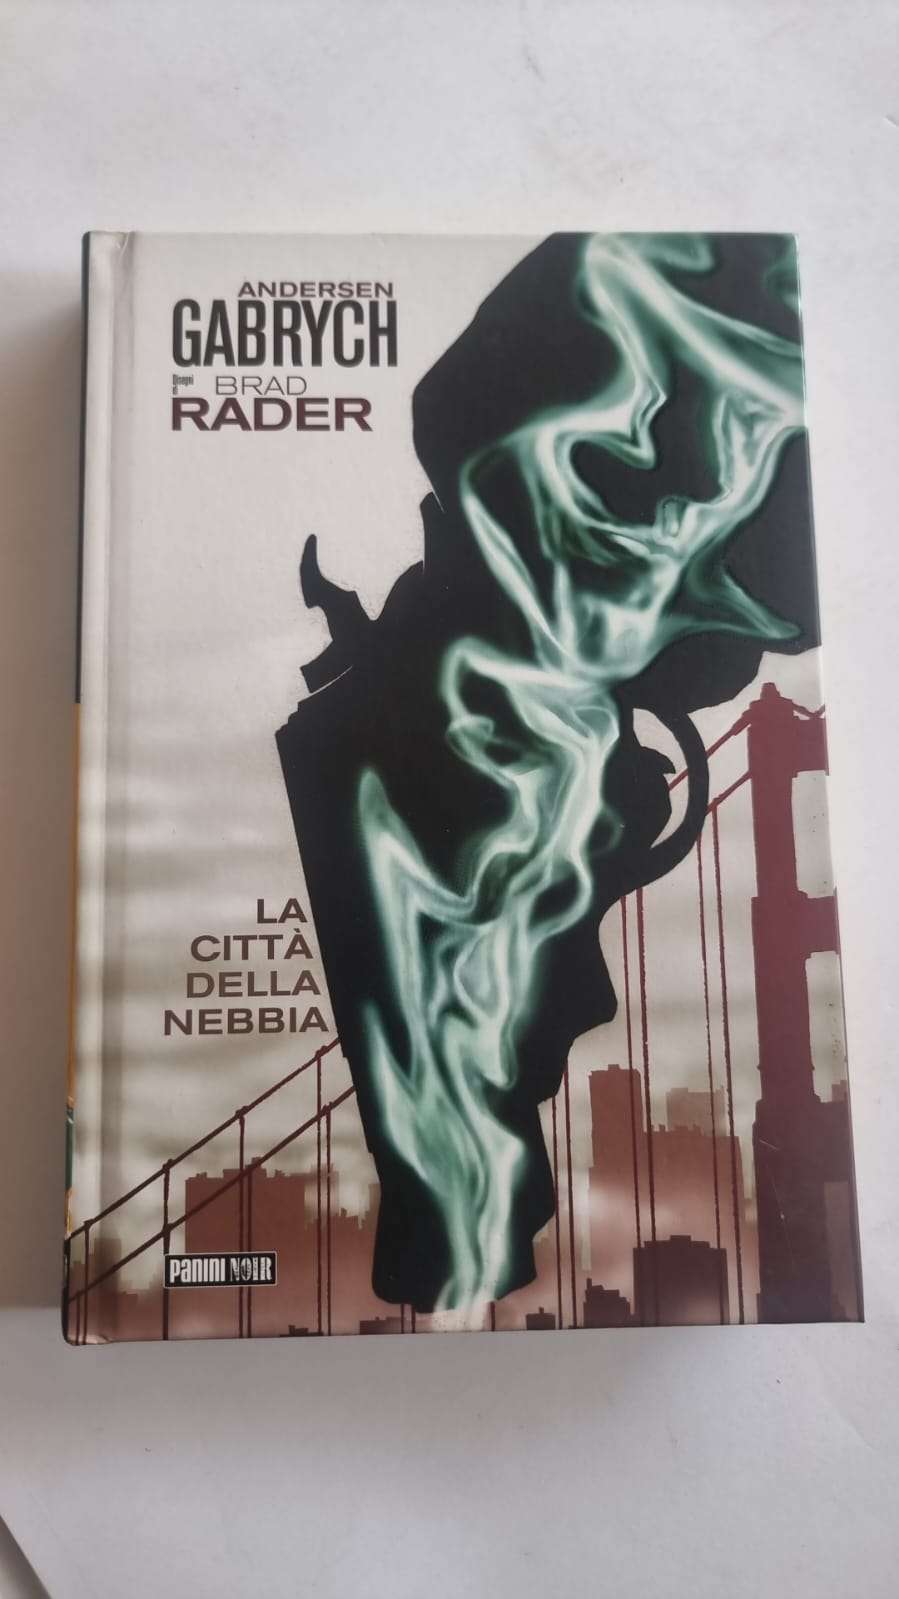 ANDERSEN
GABRYCH
Disegni di
BRAD
RADER
LA
CITTÀ
DELLA
NEBBIA
PANINI NOIR